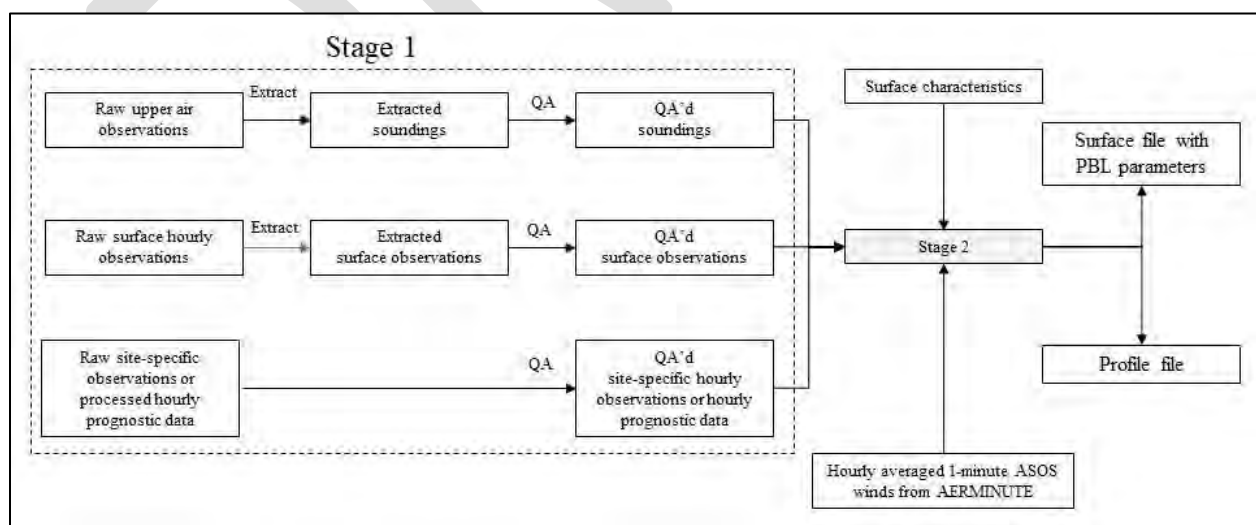 Stage 1
Raw upper air
observations
Extract
Extracted
soundings
QA
QA'd
soundings
Raw surface hourly
observations
Extract
Extracted
surface observations
QA
QA'd
surface observations
Raw site-specific
observations or
processed hourly
prognostic data
QA
QA'd
site-specific hourly
observations or hourly
prognostic data
Surface characteristics
Stage 2
Hourly averaged 1-minute ASOS
winds from AERMINUTE
Surface file with
PBL parameters
Profile file